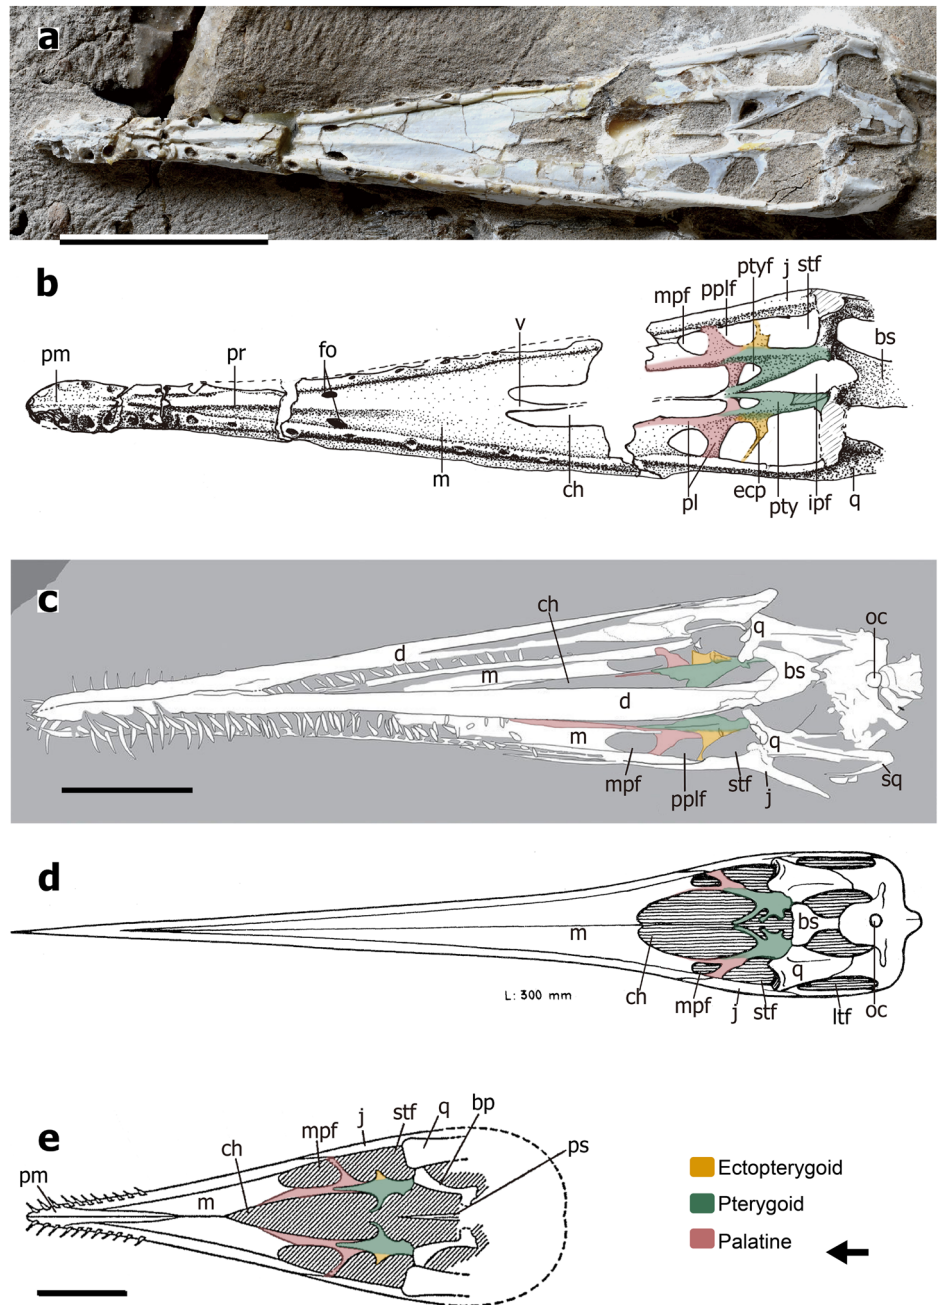 a
b
ptyf j stf
mpf pplf
v
pm pr fo bs
m ch
pl ecp pty ipf q
c
ch oc
d m q bs
d
m q
mpf pplf stf j sq
d
m bs
q
ch mpf j stf ltf oc
L: 300 mm
e
ch mpf j stf q bp
ps
pm
m
Ectopterygoid
Pterygoid
Palatine